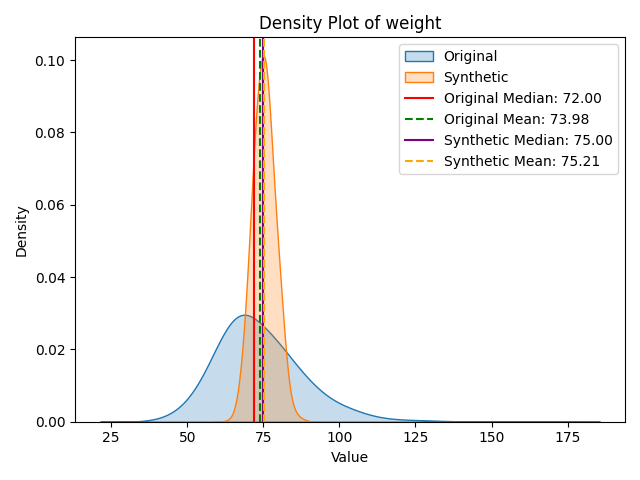 Density Plot of weight
Original
Synthetic
Original Median: 72.00
Original Mean: 73.98
Synthetic Median: 75.00
Synthetic Mean: 75.21
Density
0.10
0.08
0.06
0.04
0.02
0.00
25 50 75 100 125 150 175
Value